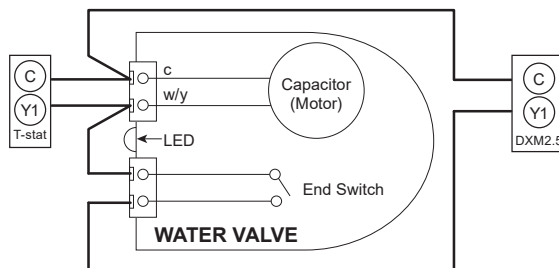 C
Y1
T-stat
c
w/y
LED
Capacitor
(Motor)
End Switch
WATER VALVE
C
Y1
DXM2.5